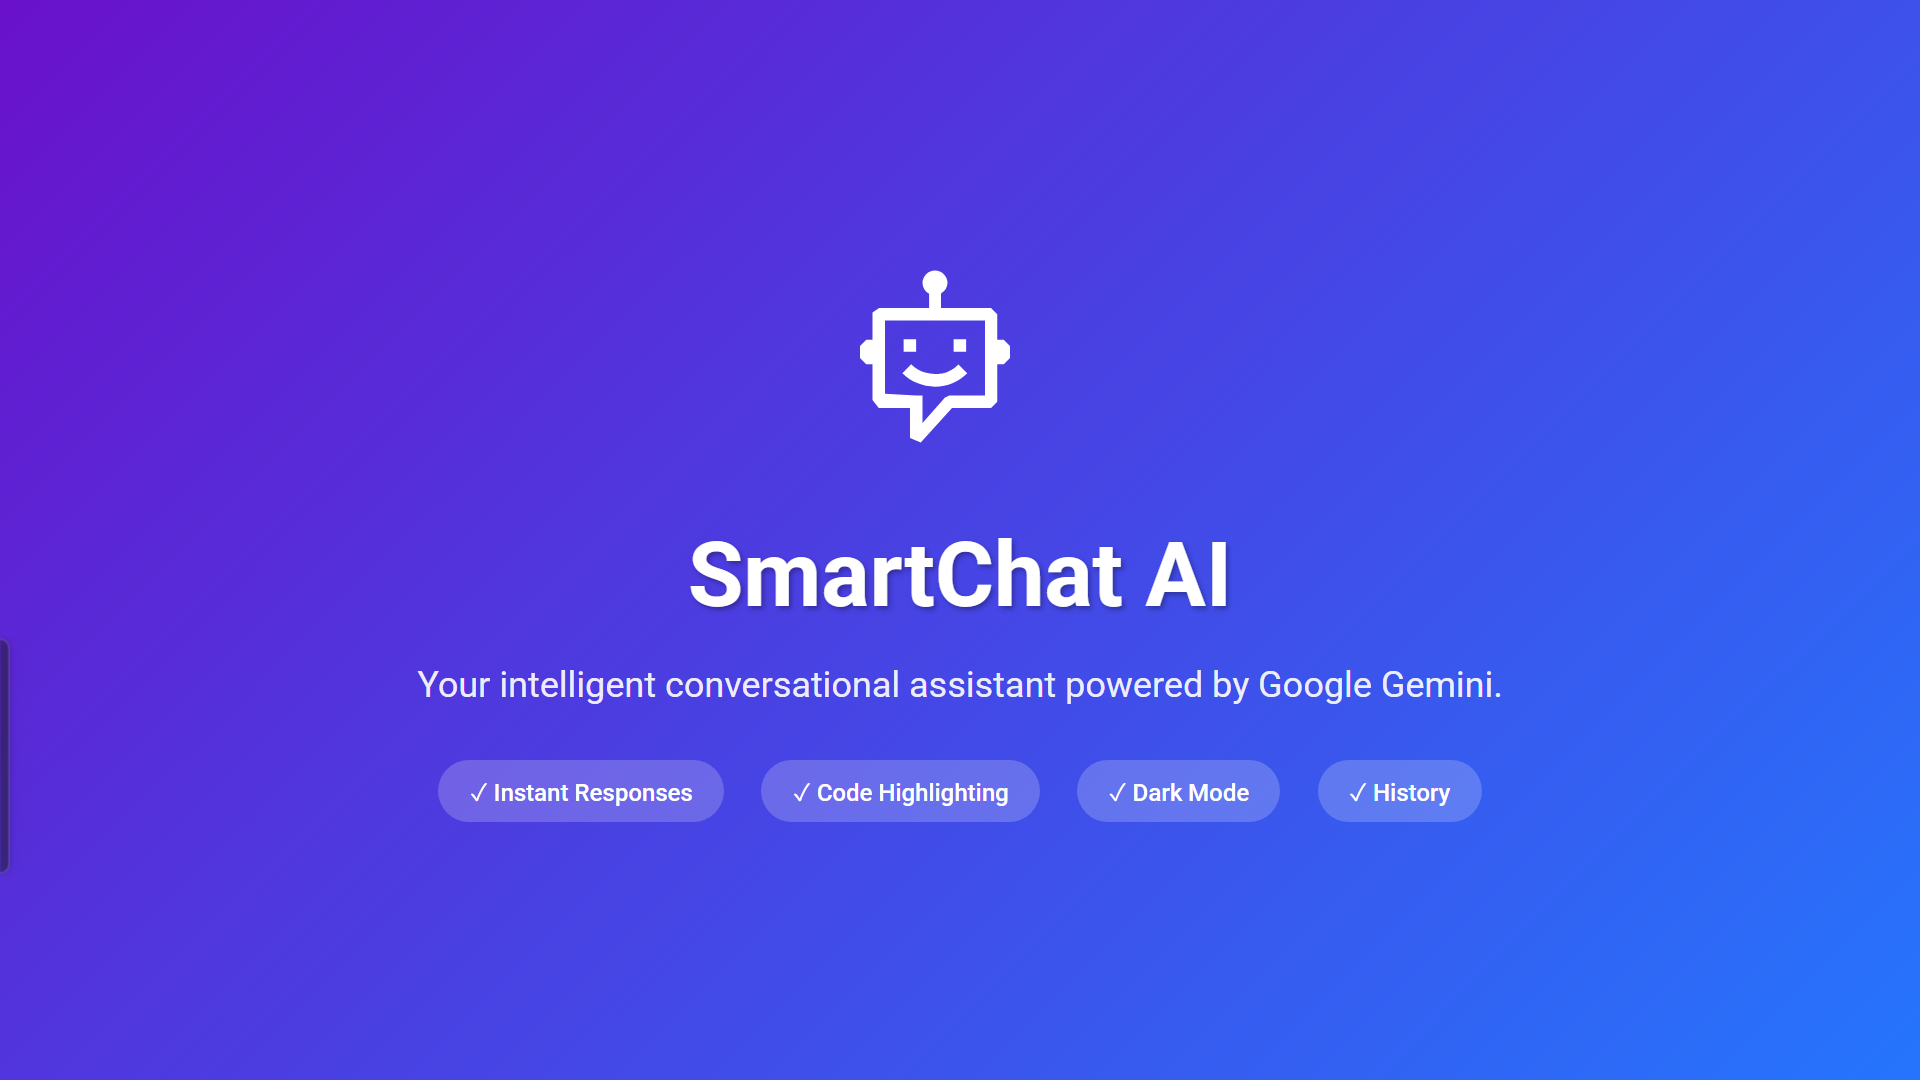 SmartChat AI
Your intelligent conversational assistant powered by Google Gemini.
✓ Instant Responses ✓ Code Highlighting ✓ Dark Mode ✓ History